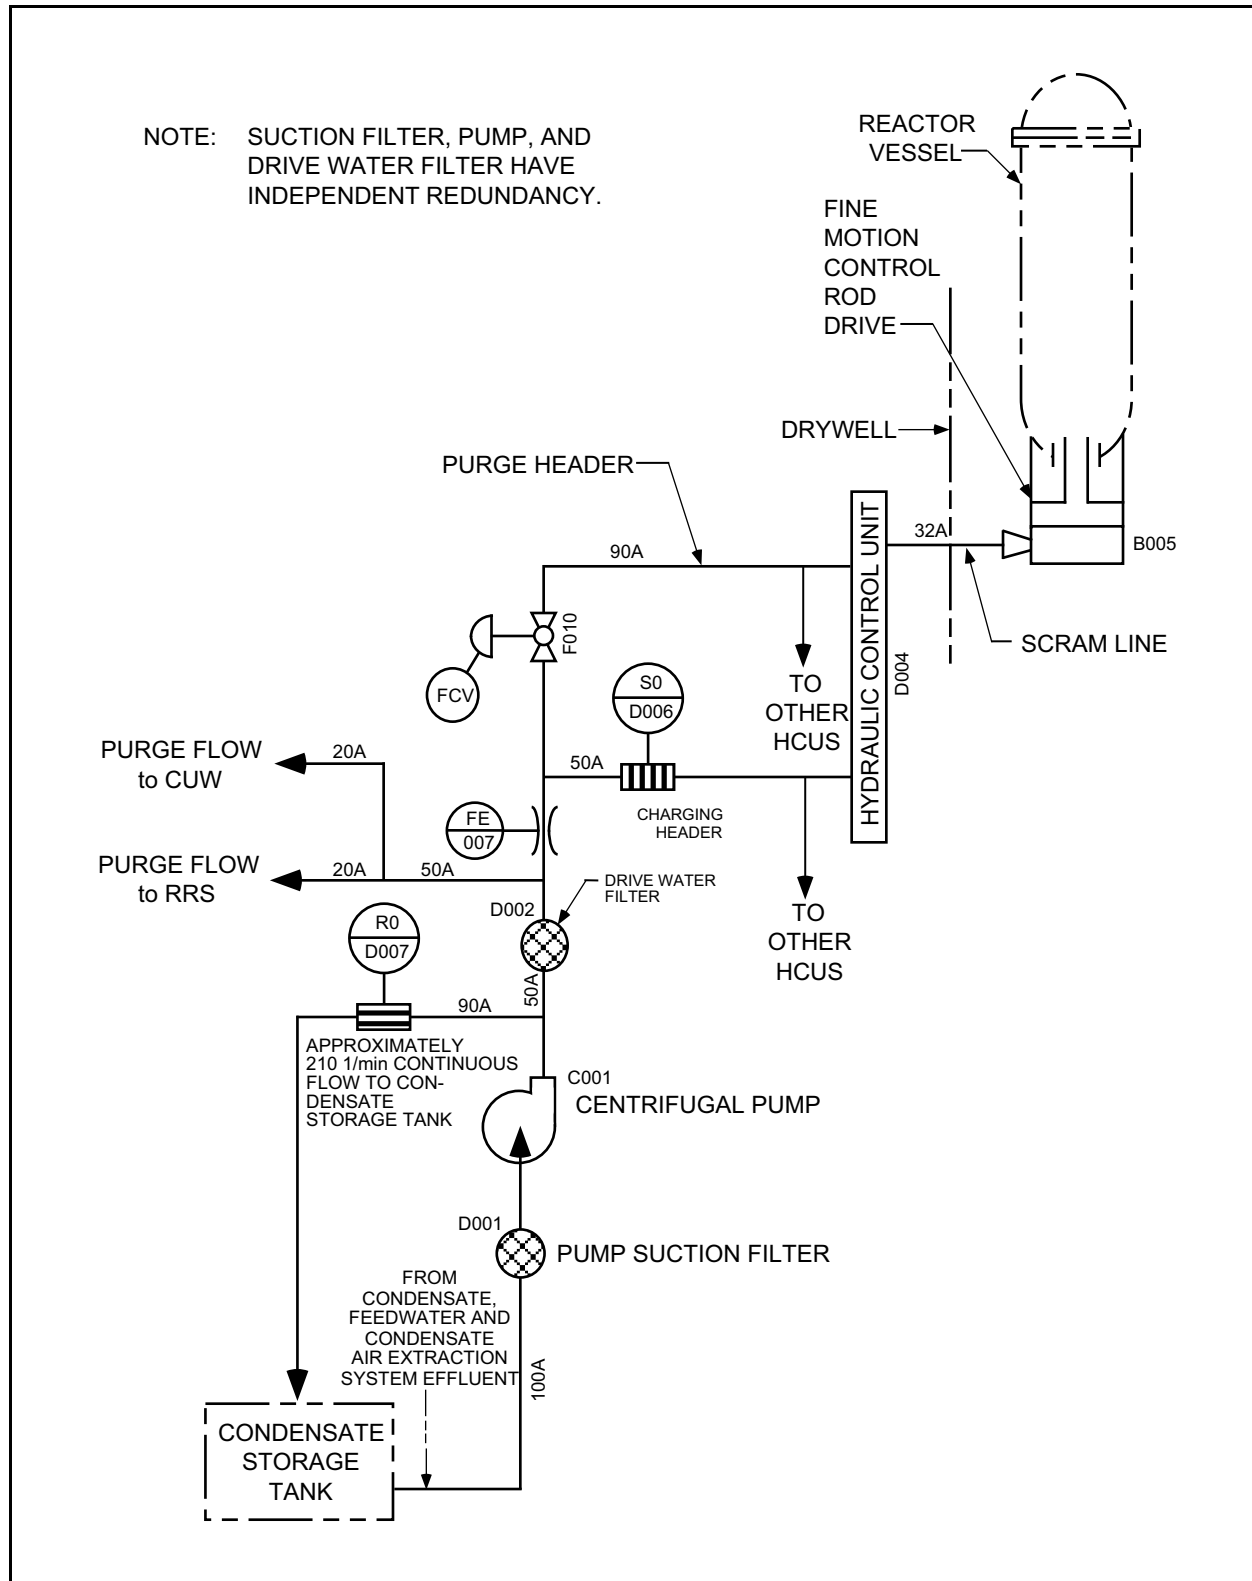 NOTE: SUCTION FILTER, PUMP, AND
DRIVE WATER FILTER HAVE
INDEPENDENT REDUNDANCY.
REACTOR
VESSEL
FINE
MOTION
CONTROL
ROD
DRIVE
DRYWELL
PURGE HEADER
90A
32A
B005
SCRAM LINE
HYDRAULIC CONTROL UNIT
D004
F010
FCV
S0
D006
TO
OTHER
HCUS
50A
CHARGING
HEADER
PURGE FLOW
to CUW
20A
FE
007
PURGE FLOW
to RRS
20A
50A
DRIVE WATER
FILTER
D002
TO
OTHER
HCUS
R0
D007
50A
90A
APPROXIMATELY
210 1/min CONTINUOUS
FLOW TO CON-
DENSATE
STORAGE TANK
C001
CENTRIFUGAL PUMP
D001
PUMP SUCTION FILTER
FROM
CONDENSATE,
FEEDWATER AND
CONDENSATE
AIR EXTRACTION
SYSTEM EFFLUENT
100A
CONDENSATE
STORAGE
TANK